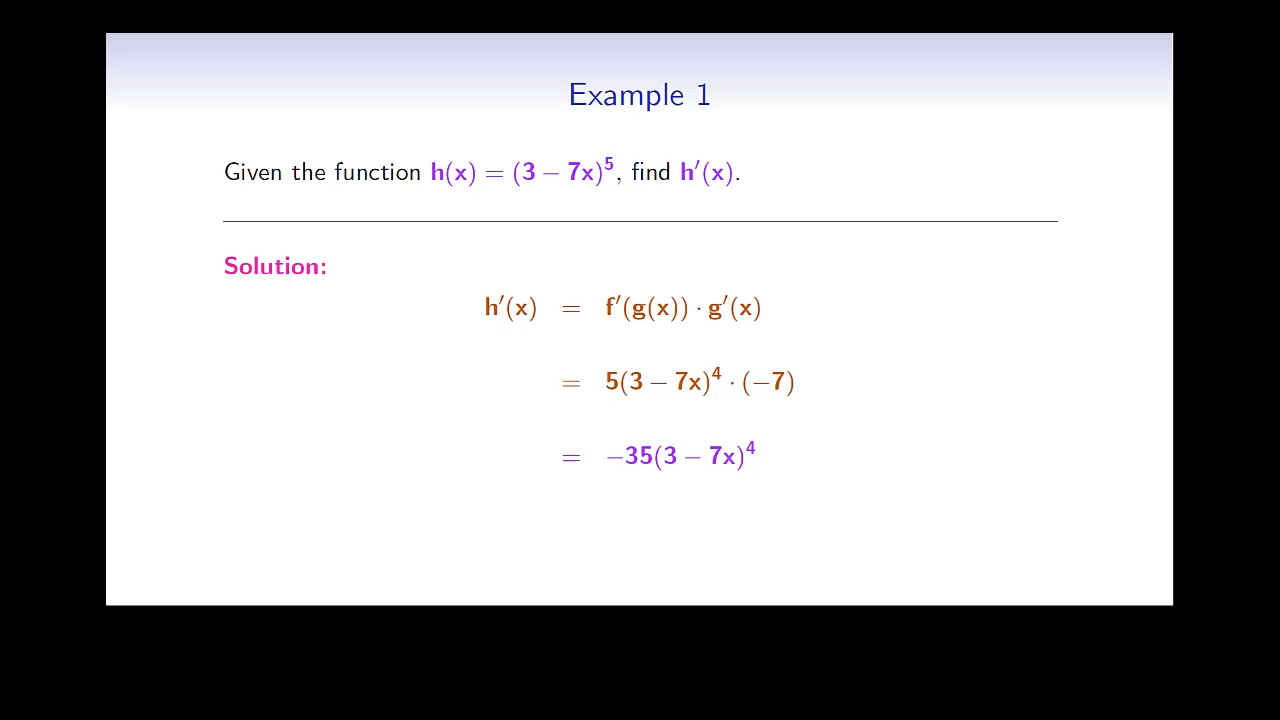 Example 1
Given the function h(x) = (3 − 7x)⁵, find h′(x).
Solution:
h′(x) = f′(g(x)) · g′(x)
= 5(3 − 7x)⁴ · (−7)
= −35(3 − 7x)⁴